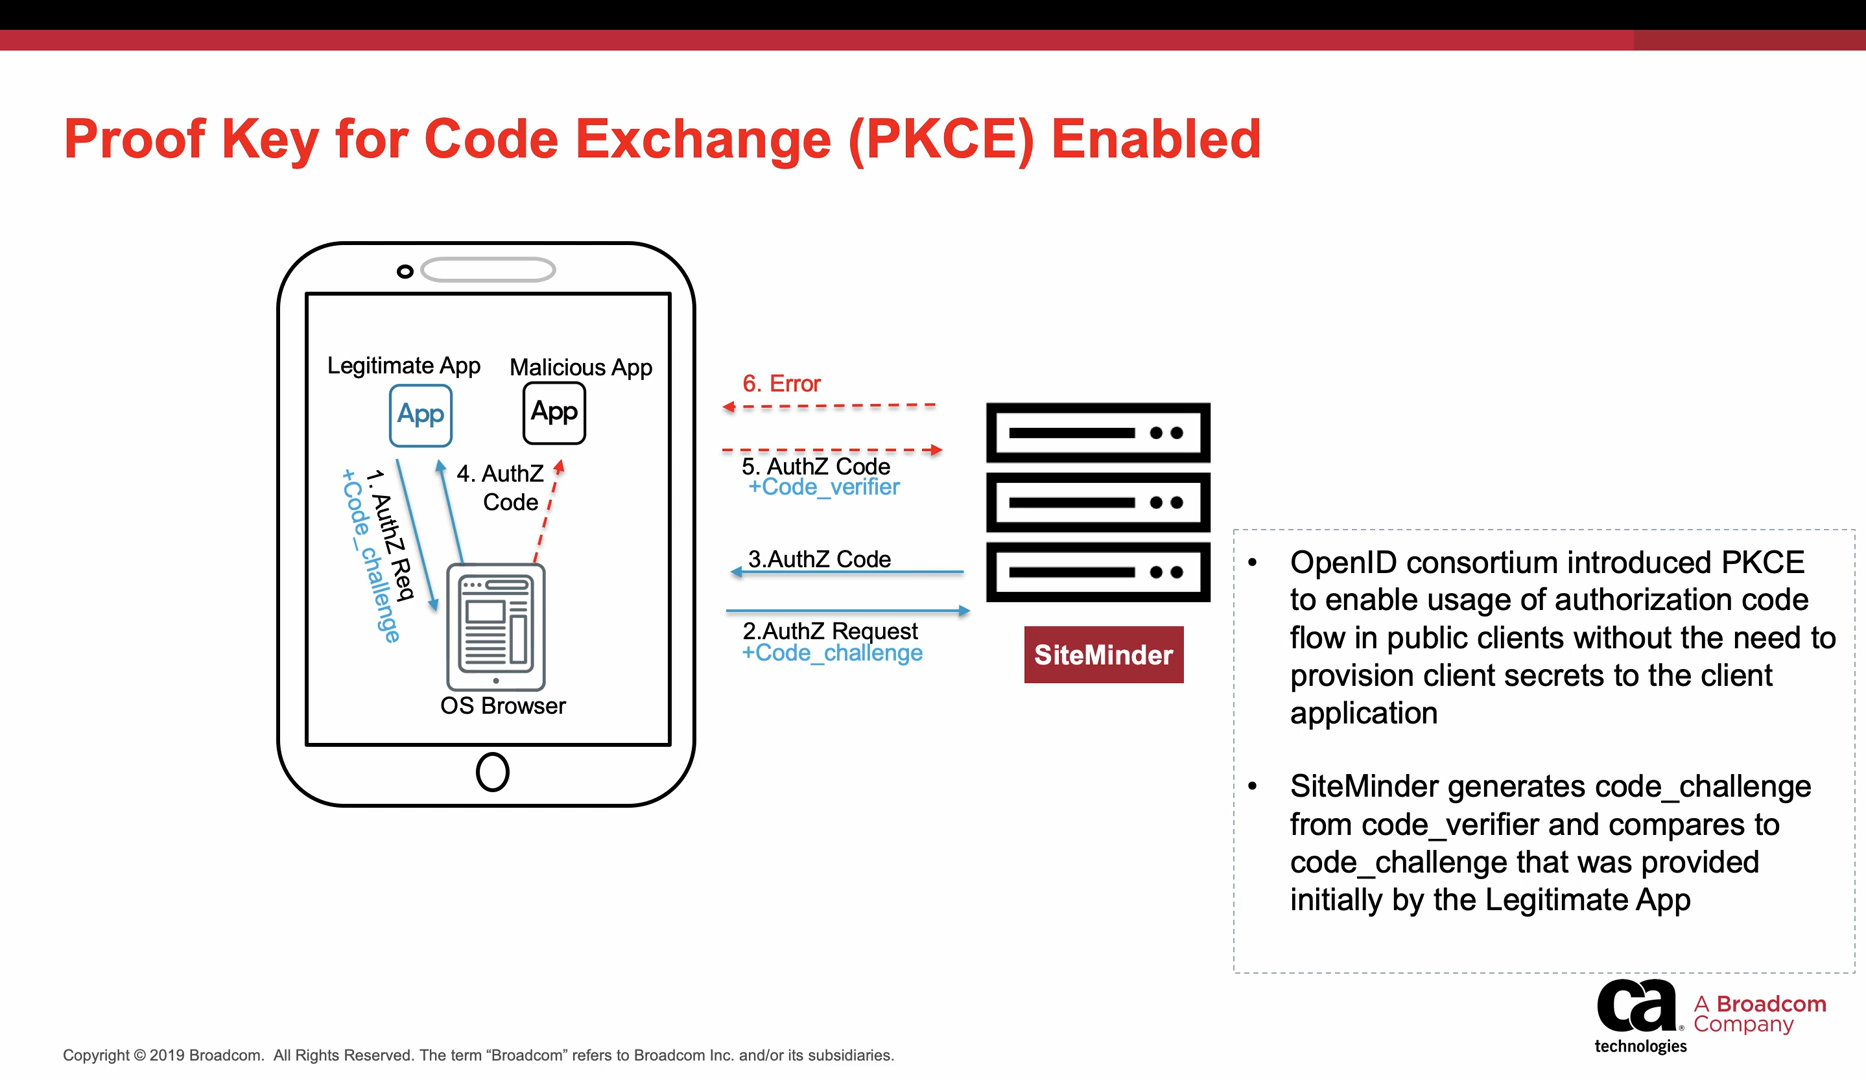 Proof Key for Code Exchange (PKCE) Enabled
Legitimate App
Malicious App
App
App
1. AuthZ Req
+Code_challenge
4. AuthZ
Code
OS Browser
6. Error
5. AuthZ Code
+Code_verifier
3.AuthZ Code
2.AuthZ Request
+Code_challenge
SiteMinder
• OpenID consortium introduced PKCE
to enable usage of authorization code
flow in public clients without the need to
provision client secrets to the client
application
• SiteMinder generates code_challenge
from code_verifier and compares to
code_challenge that was provided
initially by the Legitimate App
ca
technologies
A Broadcom
Company
Copyright © 2019 Broadcom. All Rights Reserved. The term “Broadcom” refers to Broadcom Inc. and/or its subsidiaries.